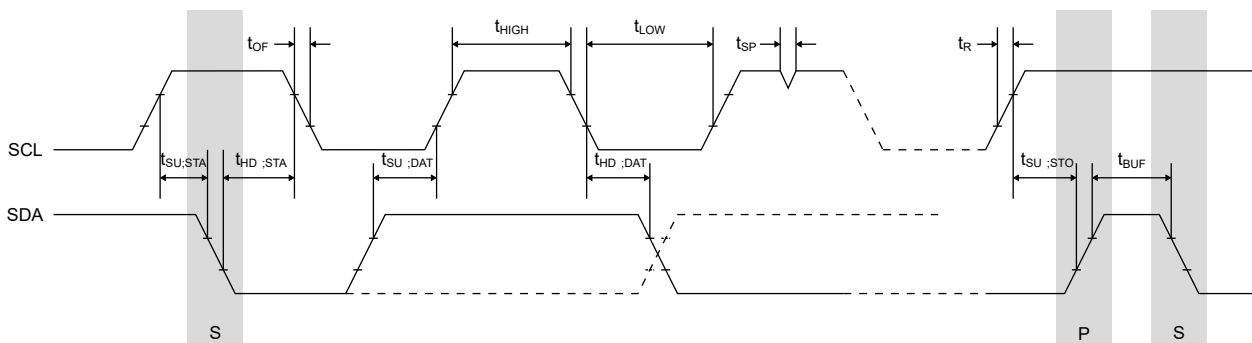 tOF
tHIGH
tLOW
tSP
tR
SCL
tSU;STA
tHD ;STA
tSU ;DAT
tHD ;DAT
tSU ;STO
tBUF
SDA
S
P
S